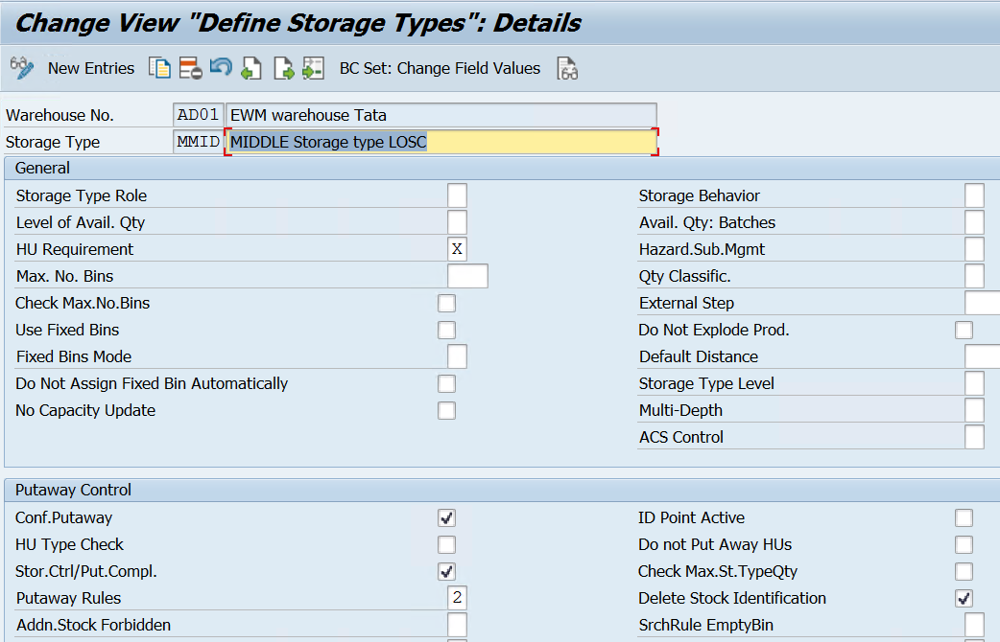 Change View "Define Storage Types": Details
New Entries BC Set: Change Field Values
Warehouse No. AD01 EWM warehouse Tata
Storage Type MMID MIDDLE Storage type LOSC
General
Storage Type Role Storage Behavior
Level of Avail. Qty Avail. Qty: Batches
HU Requirement X Hazard.Sub.Mgmt
Max. No. Bins Qty Classific.
Check Max.No.Bins External Step
Use Fixed Bins Do Not Explode Prod.
Fixed Bins Mode Default Distance
Do Not Assign Fixed Bin Automatically Storage Type Level
No Capacity Update Multi-Depth
ACS Control
Putaway Control
Conf.Putaway ID Point Active
HU Type Check Do not Put Away HUs
Stor.Ctrl/Put.Compl. Check Max.St.TypeQty
Putaway Rules 2 Delete Stock Identification
Addn.Stock Forbidden SrchRule EmptyBin